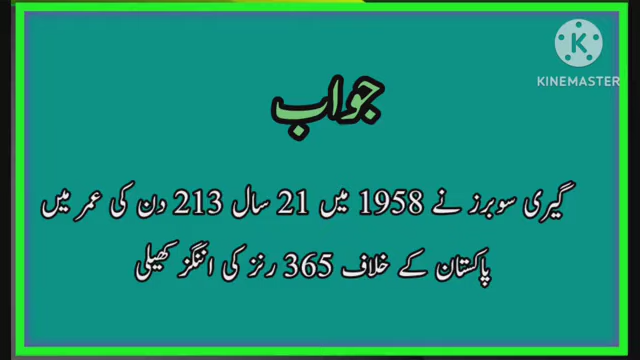 KINEMASTER
جواب
گیری سوبرز نے 1958 میں 21 سال 213 دن کی عمر میں
پاکستان کے خلاف 365 رنز کی اننگز کھیلی